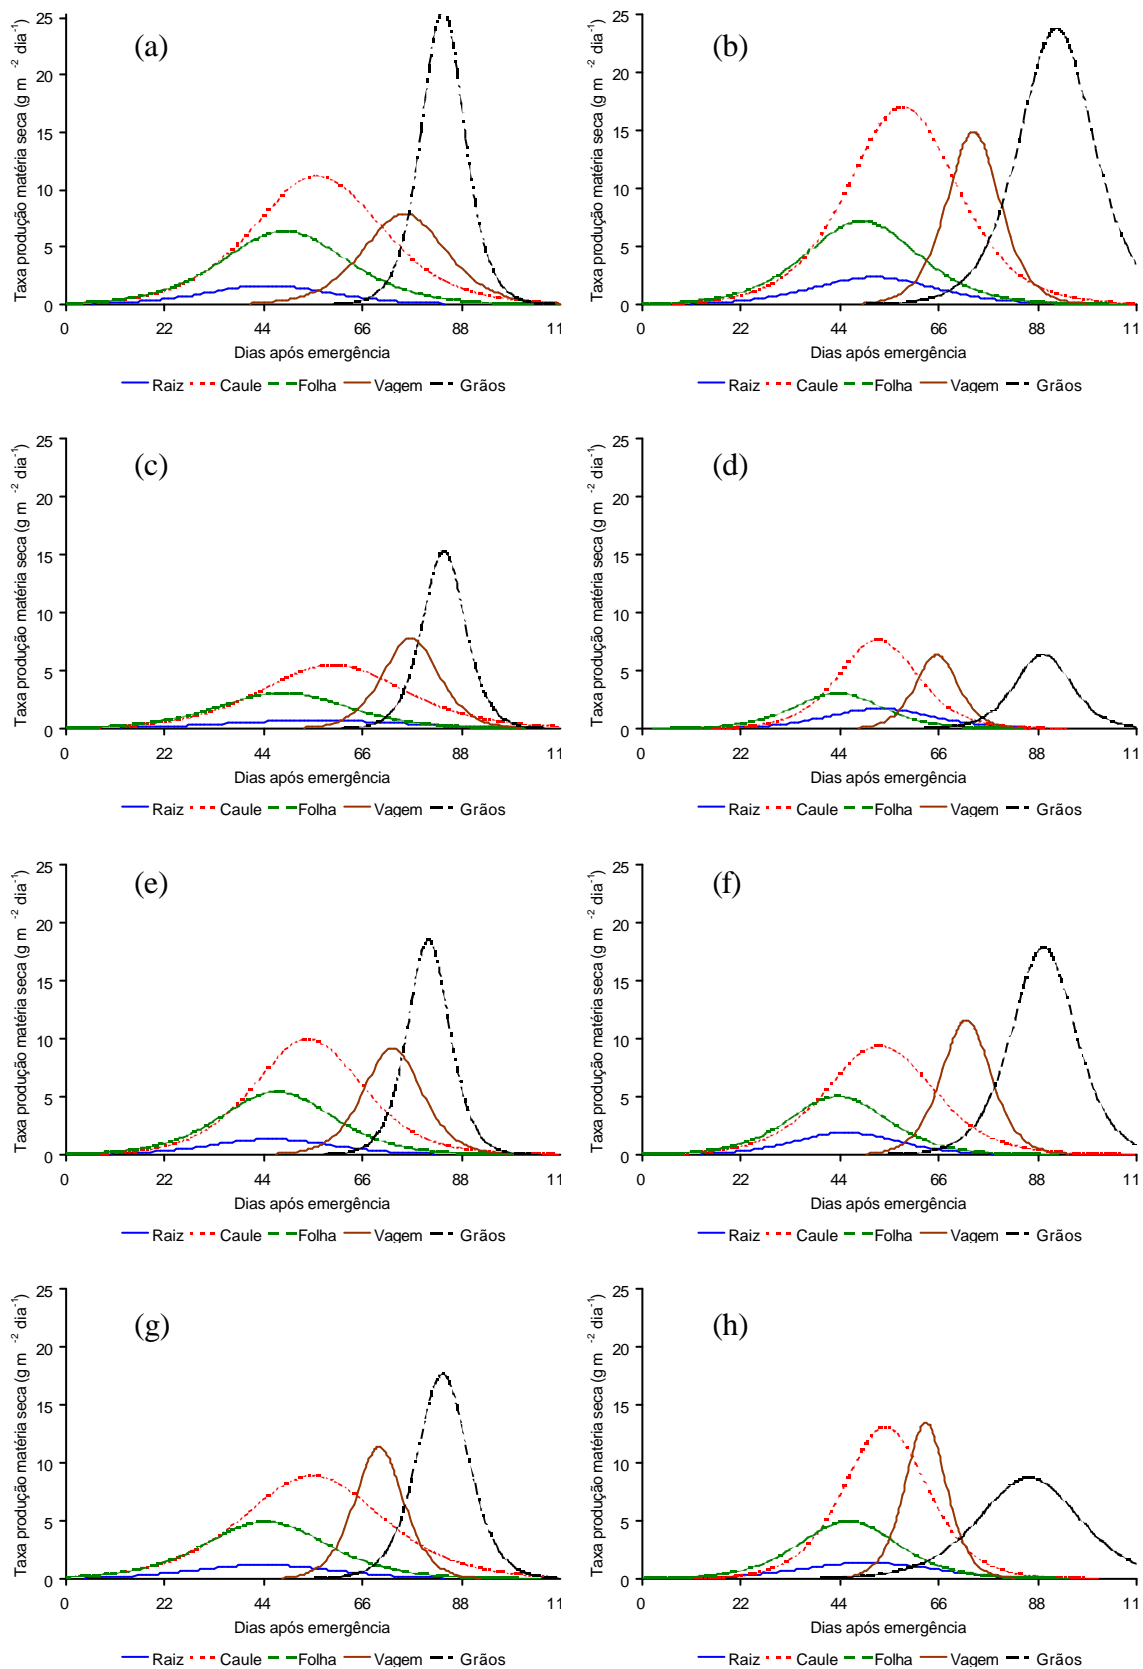 Taxa produção matéria seca (g m -2 dia-1)
(a)
25
20
15
10
5
0
0 22 44 66 88 11
Dias após emergência
Raiz Caule Folha Vagem Grãos
Taxa produção matéria seca (g m -2 dia-1)
(b)
25
20
15
10
5
0
0 22 44 66 88 11
Dias após emergência
Raiz Caule Folha Vagem Grãos
Taxa produção matéria seca (g m -2 dia-1)
(c)
25
20
15
10
5
0
0 22 44 66 88 11
Dias após emergência
Raiz Caule Folha Vagem Grãos
Taxa produção matéria seca (g m -2 dia-1)
(d)
25
20
15
10
5
0
0 22 44 66 88 11
Dias após emergência
Raiz Caule Folha Vagem Grãos
Taxa produção matéria seca (g m -2 dia-1)
(e)
25
20
15
10
5
0
0 22 44 66 88 11
Dias após emergência
Raiz Caule Folha Vagem Grãos
Taxa produção matéria seca (g m -2 dia-1)
(f)
25
20
15
10
5
0
0 22 44 66 88 11
Dias após emergência
Raiz Caule Folha Vagem Grãos
Taxa produção matéria seca (g m -2 dia-1)
(g)
25
20
15
10
5
0
0 22 44 66 88 11
Dias após emergência
Raiz Caule Folha Vagem Grãos
Taxa produção matéria seca (g m -2 dia-1)
(h)
25
20
15
10
5
0
0 22 44 66 88 11
Dias após emergência
Raiz Caule Folha Vagem Grãos